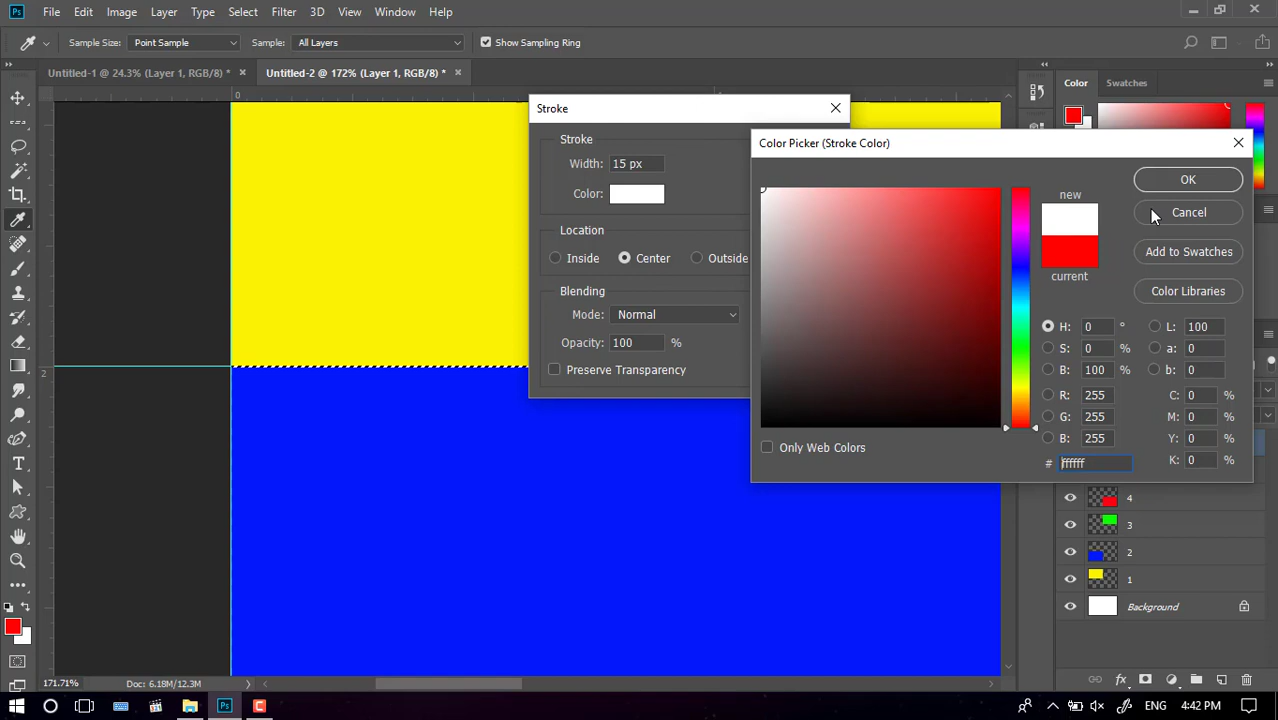 Ps File Edit Image Layer Type Select Filter 3D View Window Help
Sample Size: Point Sample Sample: All Layers Show Sampling Ring
Untitled-1 @ 24.3% (Layer 1, RGB/8) * × Untitled-2 @ 172% (Layer 1, RGB/8) * ×
Color Swatches
0
2
Stroke
Stroke
Width: 15 px
Color:
Location
Inside Center Outside
Blending
Mode: Normal
Opacity: 100 %
Preserve Transparency
Color Picker (Stroke Color)
new
current
OK
Cancel
Add to Swatches
Color Libraries
H: 0 ° L: 100
S: 0 % a: 0
B: 100 % b: 0
R: 255 C: 0 %
G: 255 M: 0 %
B: 255 Y: 0 %
# ffffff K: 0 %
Only Web Colors
4
3
2
1
Background
171.71% Doc: 6.18M/12.3M
Ps ENG 4:42 PM